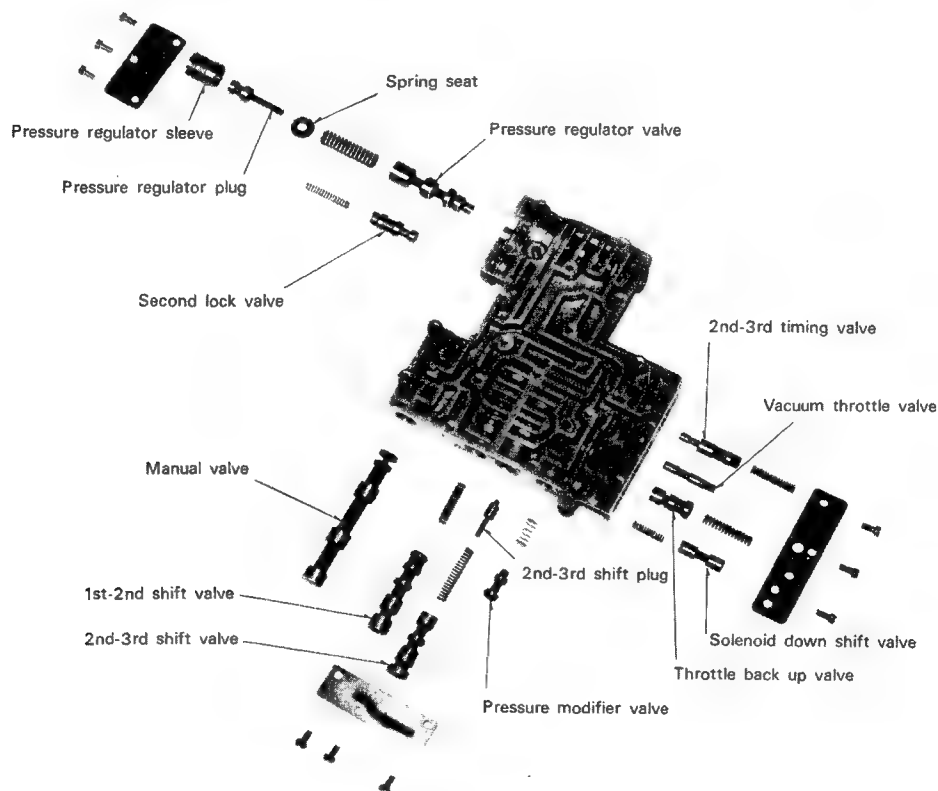 Spring seat
Pressure regulator sleeve
Pressure regulator valve
Pressure regulator plug
Second lock valve
2nd-3rd timing valve
Vacuum throttle valve
Manual valve
2nd-3rd shift plug
1st-2nd shift valve
2nd-3rd shift valve
Solenoid down shift valve
Throttle back up valve
Pressure modifier valve